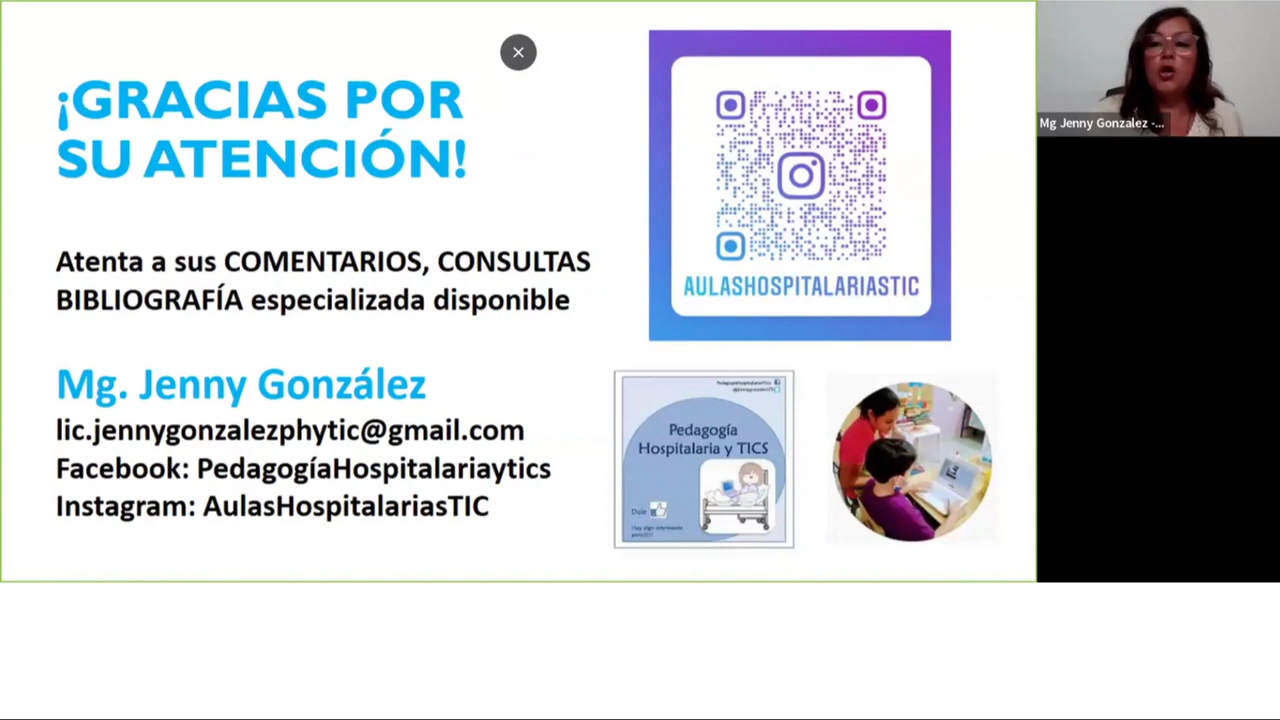 ¡GRACIAS POR
SU ATENCIÓN!
Atenta a sus COMENTARIOS, CONSULTAS
BIBLIOGRAFÍA especializada disponible
Mg. Jenny González
lic.jennygonzalezphytic@gmail.com
Facebook: PedagogíaHospitalariaytics
Instagram: AulasHospitalariasTIC
AULASHOSPITALARIASTIC
Pedagogía
Hospitalaria y TICS
Dale
Mg Jenny Gonzalez -...